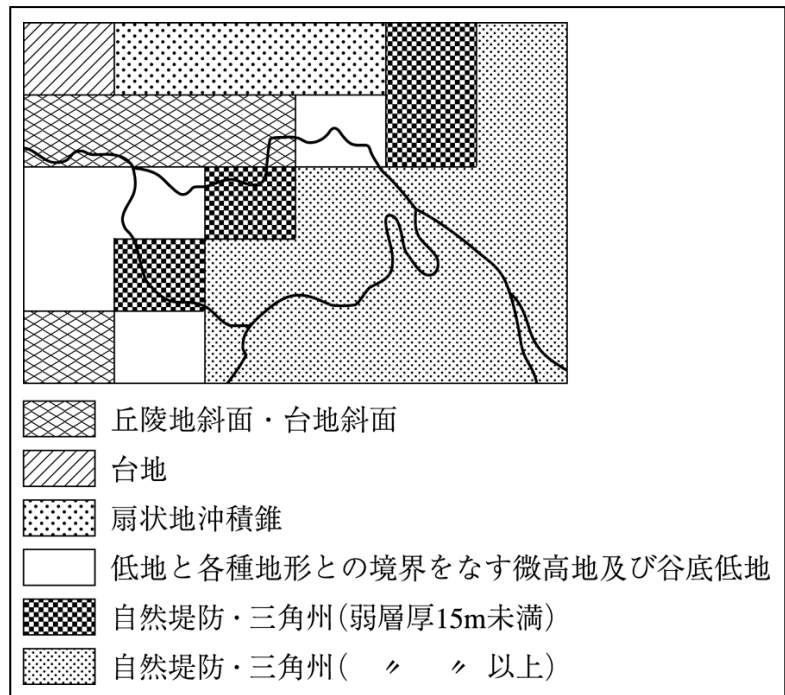 丘陵地斜面・台地斜面
台地
扇状地沖積錐
低地と各種地形との境界をなす微高地及び谷底低地
自然堤防・三角州(弱層厚15m未満)
自然堤防・三角州( 〃 〃 以上)